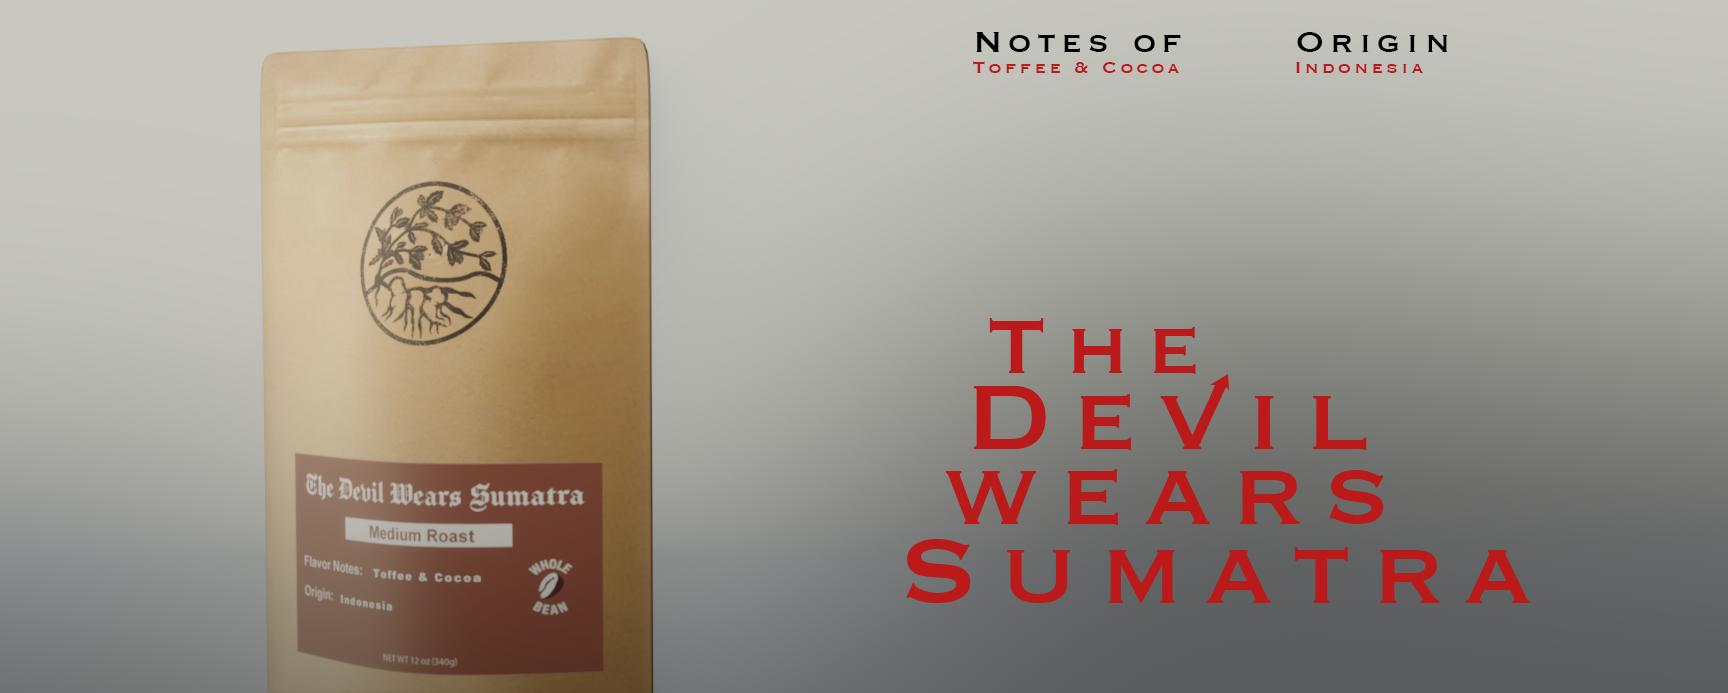 The Devil Wears Sumatra
Medium Roast
Flavor Notes: Toffee & Cocoa
Origin: Indonesia
WHOLE
BEAN
NET WT 12 oz (340g)
Notes of
Toffee & Cocoa
Origin
Indonesia
The
Devil
wears
Sumatra